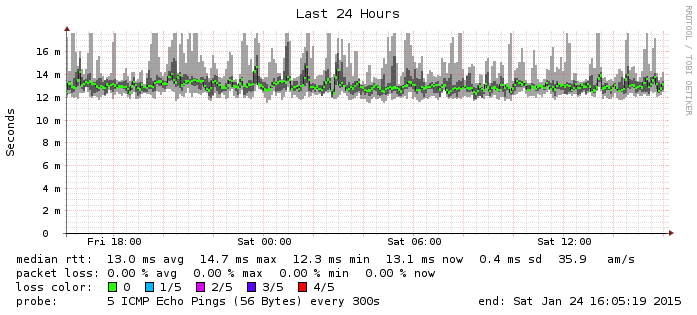 Last 24 Hours
RRDTOOL / TOBI OETIKER
Seconds
16 m
14 m
12 m
10 m
8 m
6 m
4 m
2 m
0
Fri 18:00 Sat 00:00 Sat 06:00 Sat 12:00
median rtt: 13.0 ms avg 14.7 ms max 12.3 ms min 13.1 ms now 0.4 ms sd 35.9 am/s
packet loss: 0.00 % avg 0.00 % max 0.00 % min 0.00 % now
loss color: 0 1/5 2/5 3/5 4/5
probe: 5 ICMP Echo Pings (56 Bytes) every 300s end: Sat Jan 24 16:05:19 2015